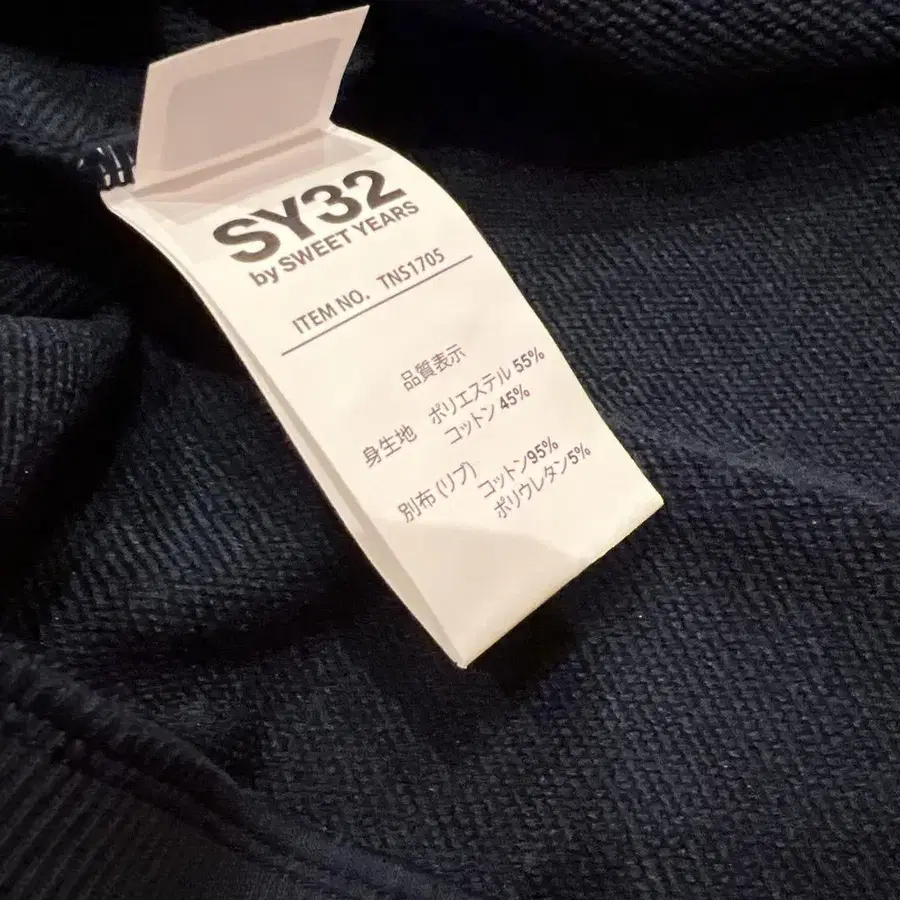 SY32
by SWEET YEARS
ITEM NO. TNS1705
品質表示
身生地 ポリエステル 55%
コットン 45%
別布 (リブ) コットン95%
ポリウレタン5%